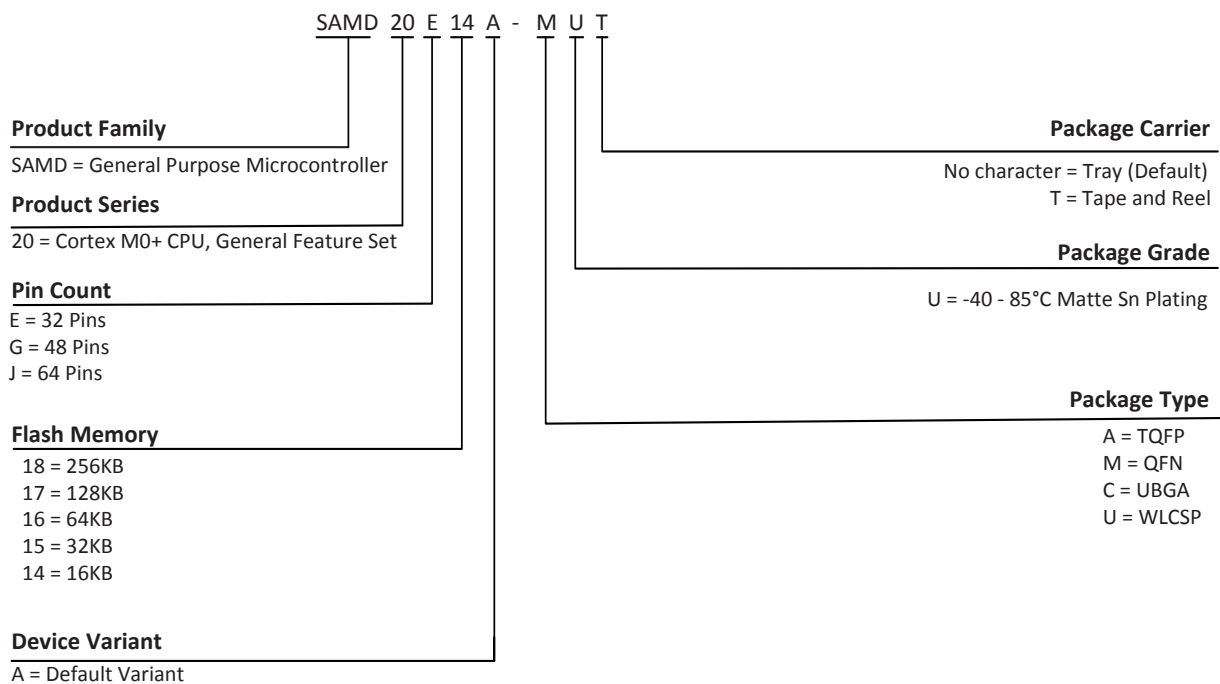 SAMD 20 E 14 A - M U T
Product Family
SAMD = General Purpose Microcontroller
Product Series
20 = Cortex M0+ CPU, General Feature Set
Pin Count
E = 32 Pins
G = 48 Pins
J = 64 Pins
Flash Memory
18 = 256KB
17 = 128KB
16 = 64KB
15 = 32KB
14 = 16KB
Device Variant
A = Default Variant
Package Carrier
No character = Tray (Default)
T = Tape and Reel
Package Grade
U = -40 - 85°C Matte Sn Plating
Package Type
A = TQFP
M = QFN
C = UBGA
U = WLCSP